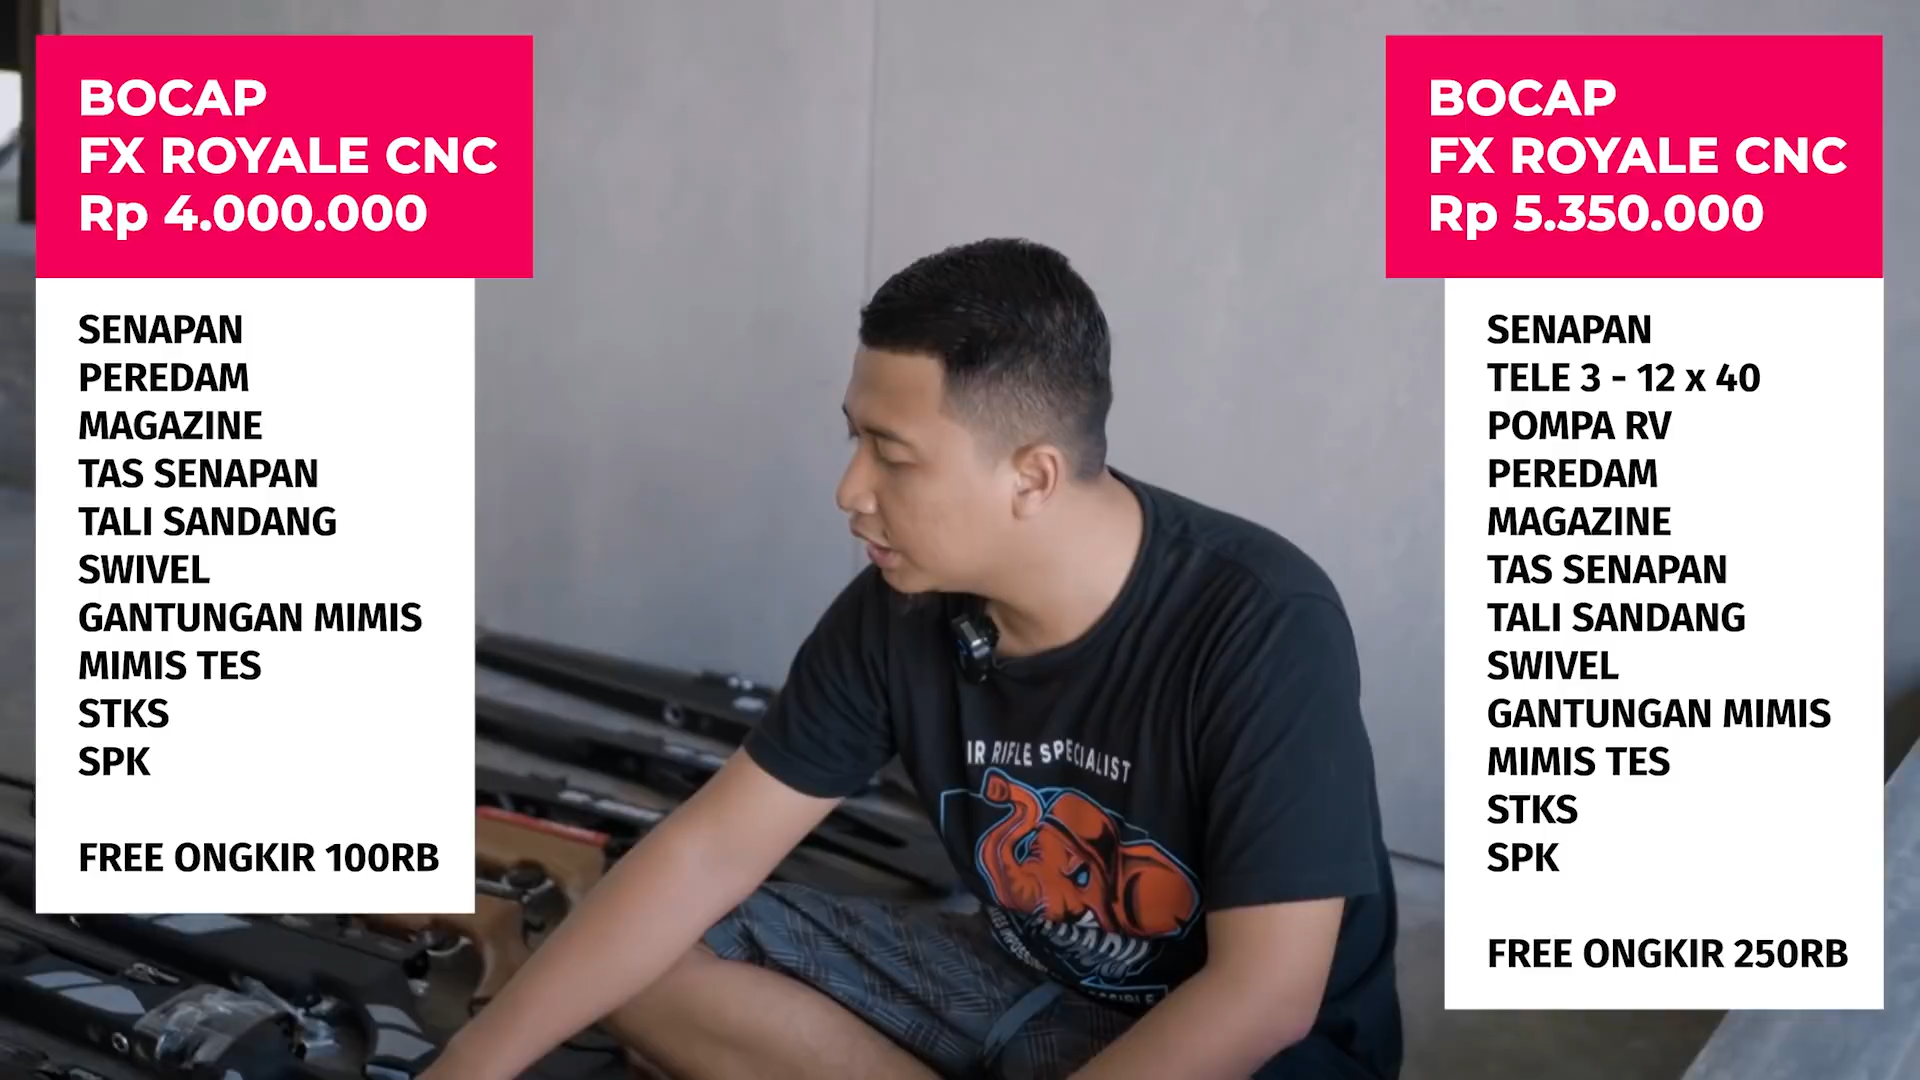 BOCAP
FX ROYALE CNC
Rp 4.000.000
SENAPAN
PEREDAM
MAGAZINE
TAS SENAPAN
TALI SANDANG
SWIVEL
GANTUNGAN MIMIS
MIMIS TES
STKS
SPK
FREE ONGKIR 100RB
BOCAP
FX ROYALE CNC
Rp 5.350.000
SENAPAN
TELE 3 - 12 x 40
POMPA RV
PEREDAM
MAGAZINE
TAS SENAPAN
TALI SANDANG
SWIVEL
GANTUNGAN MIMIS
MIMIS TES
STKS
SPK
FREE ONGKIR 250RB
IR RIFLE SPECIALIST